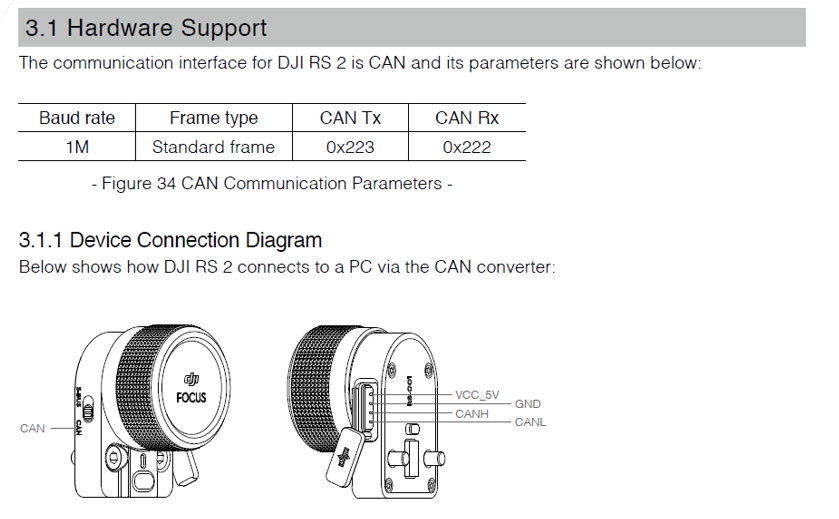 3.1 Hardware Support
The communication interface for DJI RS 2 is CAN and its parameters are shown below:
Baud rate Frame type CAN Tx CAN Rx
1M Standard frame 0x223 0x222
- Figure 34 CAN Communication Parameters -
3.1.1 Device Connection Diagram
Below shows how DJI RS 2 connects to a PC via the CAN converter:
dji
FOCUS
S-BUS
CAN
CAN
VCC_5V
GND
CANH
CANL